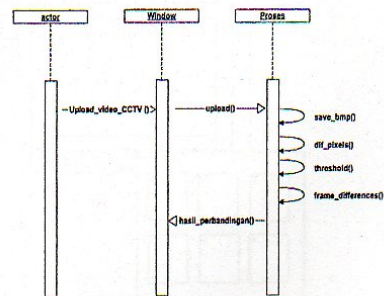 actor
Window
Proses
Upload_video_CCTV ()
upload()
save_bmp()
dif_pixels()
threshold()
frame_differences()
hasil_perbandingan()